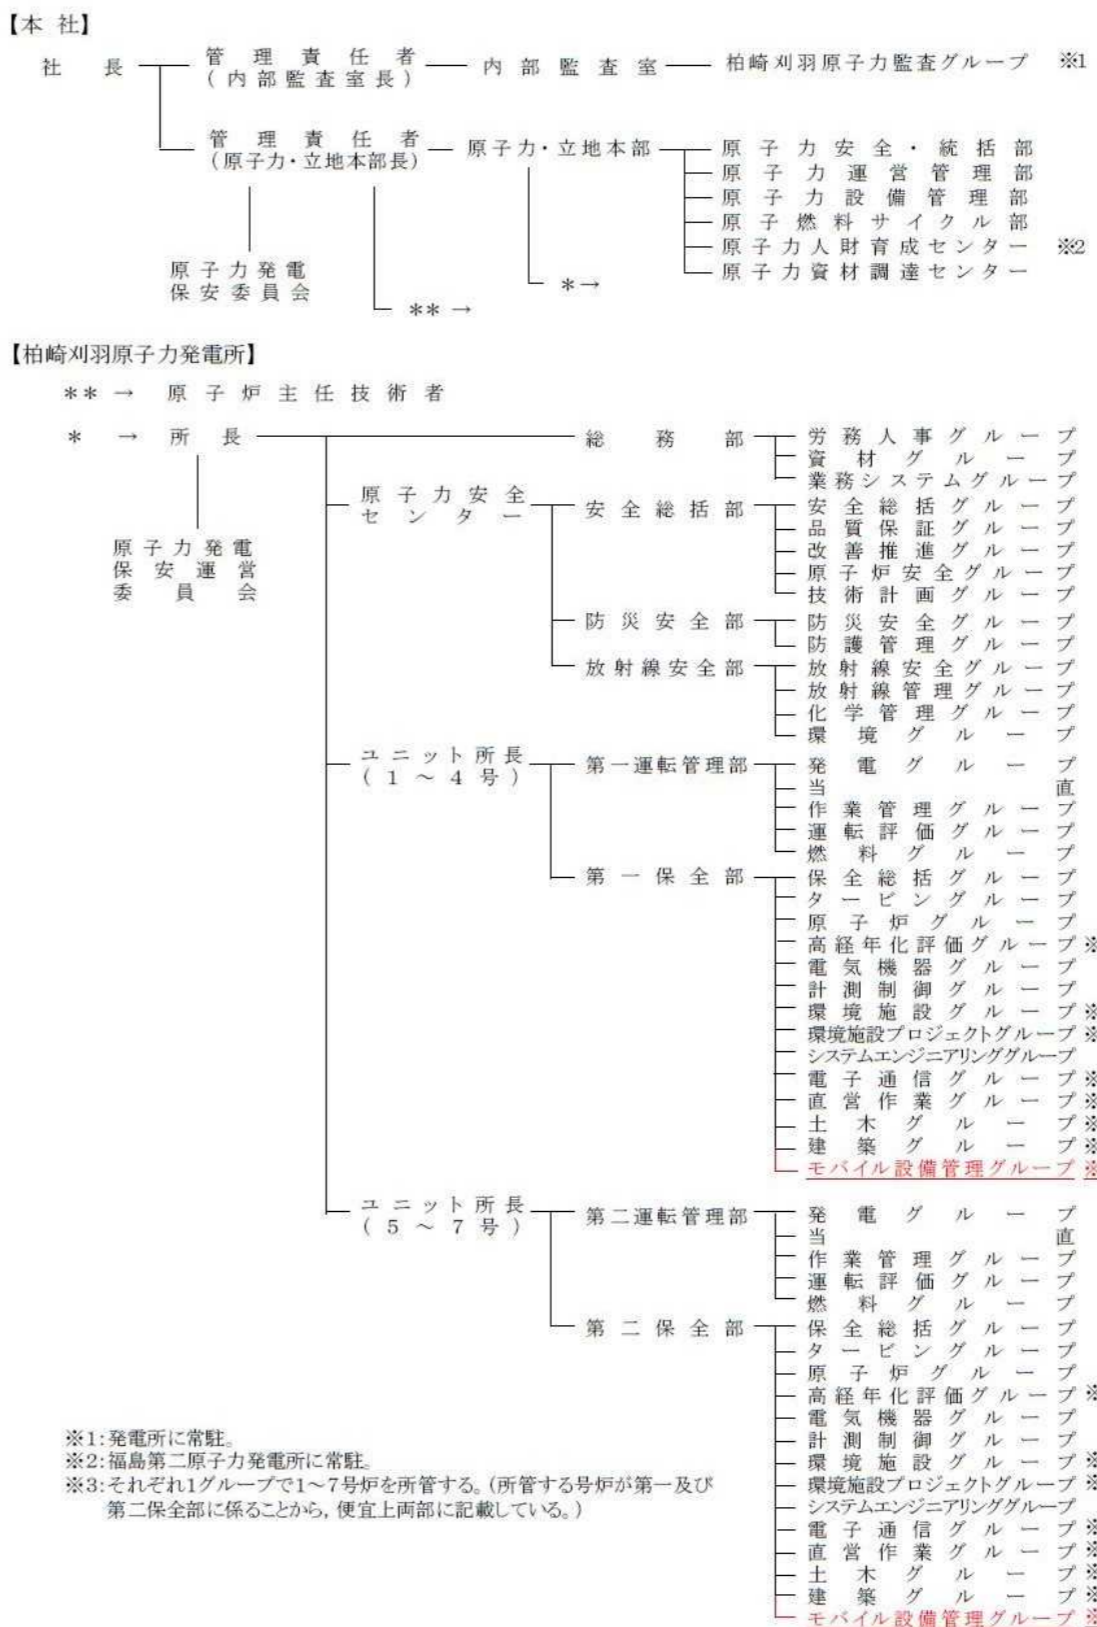 【本 社】
社 長 管 理 責 任 者 内 部 監 査 室 柏崎刈羽原子力監査グループ ※1
(内部監査室長)
管 理 責 任 者 原子力・立地本部 原子力安全・統括部
(原子力・立地本部長)
原子力運営管理部
原子力設備管理部
原子燃料サイクル部
原子力人財育成センター ※2
原子力資材調達センター
原子力発電
保安委員会
*→
** →
【柏崎刈羽原子力発電所】
** → 原子炉主任技術者
* → 所 長 総 務 部 労務人事グループ
資材グループ
業務システムグループ
原子力安全
センター
安全総括部 安全総括グループ
品質保証グループ
改善推進グループ
原子炉安全グループ
技術計画グループ
原子力発電
保安運営
委員会
防災安全部 防災安全グループ
防護管理グループ
放射線安全部 放射線安全グループ
放射線管理グループ
化学管理グループ
環境グループ
ユニット所長
(1~4号)
第一運転管理部 発電グループ
当 直
作業管理グループ
運転評価グループ
燃料グループ
第一保全部 保全総括グループ
タービングループ
原子炉グループ
高経年化評価グループ※
電気機器グループ
計測制御グループ
環境施設グループ※
環境施設プロジェクトグループ※
システムエンジニアリンググループ
電子通信グループ※
直営作業グループ※
土木グループ※
建築グループ※
モバイル設備管理グループ※
ユニット所長
(5~7号)
第二運転管理部 発電グループ
当 直
作業管理グループ
運転評価グループ
燃料グループ
第二保全部 保全総括グループ
タービングループ
原子炉グループ
高経年化評価グループ※
電気機器グループ
計測制御グループ
環境施設グループ※
環境施設プロジェクトグループ※
システムエンジニアリンググループ
電子通信グループ※
直営作業グループ※
土木グループ※
建築グループ※
モバイル設備管理グループ※
※1:発電所に常駐。
※2:福島第二原子力発電所に常駐。
※3:それぞれ1グループで1~7号炉を所管する。(所管する号炉が第一及び
第二保全部に係ることから,便宜上両部に記載している。)